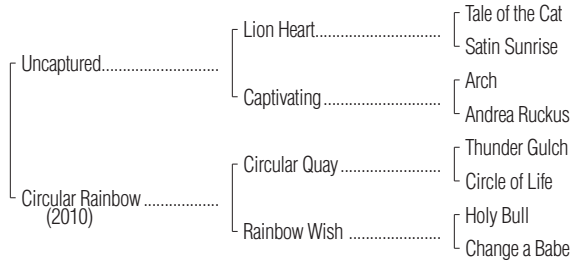 Tale of the Cat
Lion Heart
Satin Sunrise
Uncaptured
Arch
Captivating
Andrea Ruckus
Thunder Gulch
Circular Quay
Circle of Life
Circular Rainbow
(2010)
Holy Bull
Rainbow Wish
Change a Babe